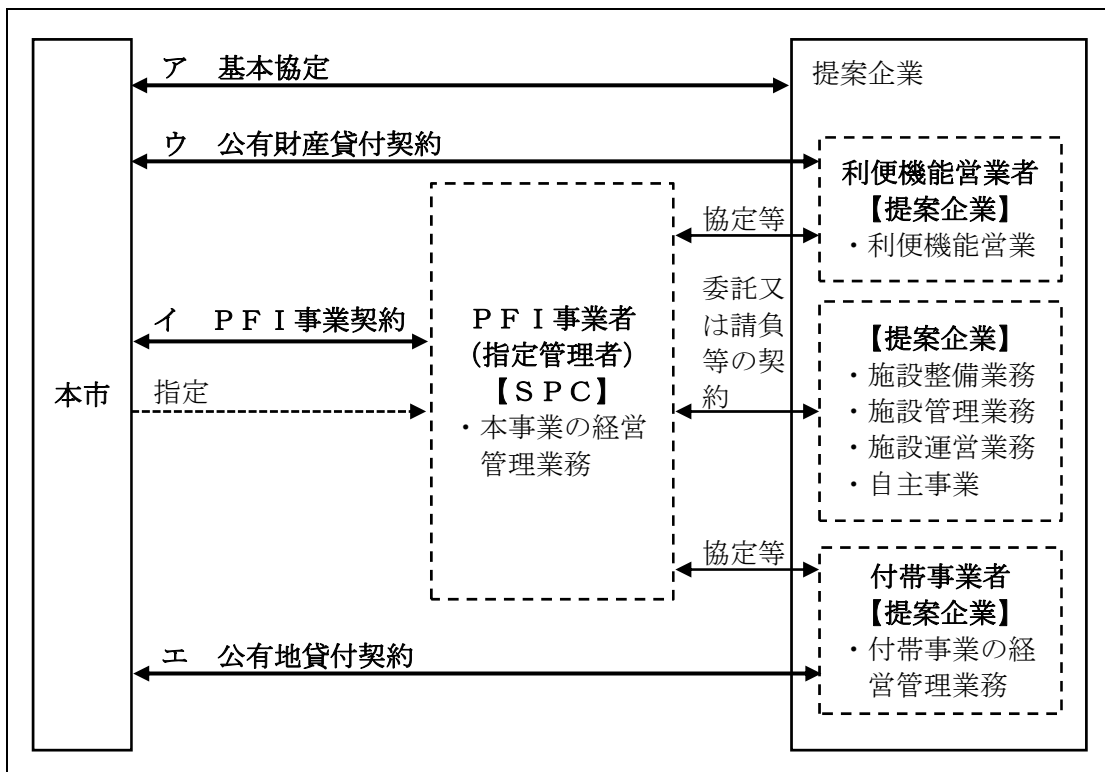 ア　基本協定
提案企業
ウ　公有財産貸付契約
利便機能営業者
【提案企業】
・利便機能営業
協定等
委託又
は請負
等の契
約
イ　ＰＦＩ事業契約
ＰＦＩ事業者
（指定管理者）
【ＳＰＣ】
・本事業の経営
管理業務
【提案企業】
・施設整備業務
・施設管理業務
・施設運営業務
・自主事業
本市
指定
協定等
付帯事業者
【提案企業】
・付帯事業の経
営管理業務
エ　公有地貸付契約